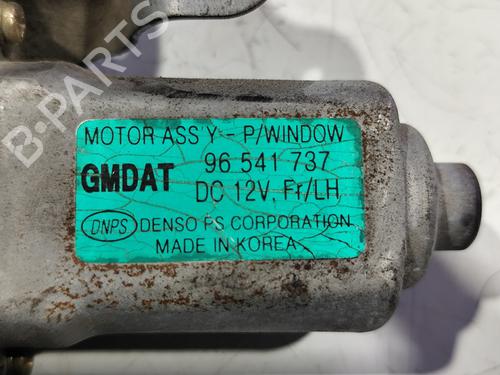 B-PARTS
MOTOR ASS Y - P/WINDOW
GMDAT 96 541 737
DC 12V, Fr/LH
DNPS DENSO PS CORPORATION
MADE IN KOREA